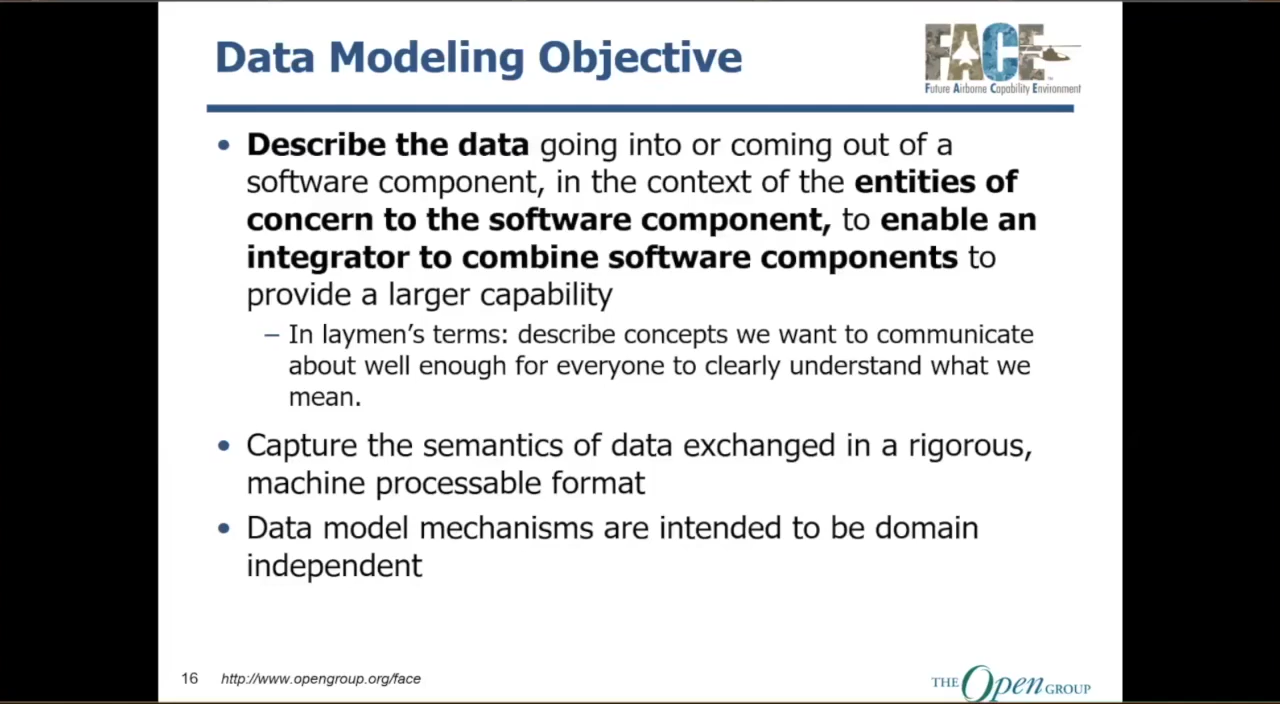 Data Modeling Objective
FACE
Future Airborne Capability Environment
• Describe the data going into or coming out of a
software component, in the context of the entities of
concern to the software component, to enable an
integrator to combine software components to
provide a larger capability
– In laymen's terms: describe concepts we want to communicate
about well enough for everyone to clearly understand what we
mean.
• Capture the semantics of data exchanged in a rigorous,
machine processable format
• Data model mechanisms are intended to be domain
independent
16 http://www.opengroup.org/face
THE Open GROUP